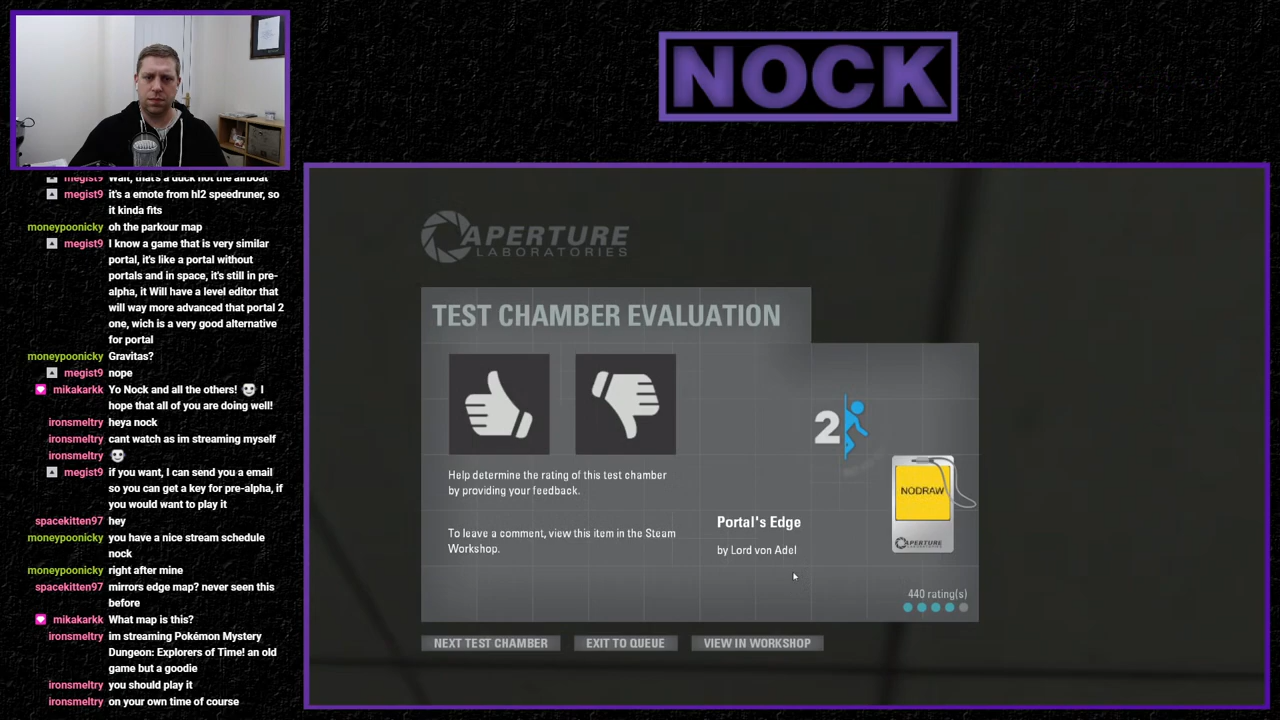 NOCK
megist9 Wait, that's a duck not the airboat
megist9 it's a emote from hl2 speedruner, so
it kinda fits
moneypoonicky oh the parkour map
megist9 I know a game that is very similar
portal, it's like a portal without
portals and in space, it's still in pre-
alpha, it Will have a level editor that
will way more advanced that portal 2
one, wich is a very good alternative
for portal
moneypoonicky Gravitas?
megist9 nope
mikakarkk Yo Nock and all the others! I
hope that all of you are doing well!
ironsmeltry heya nock
ironsmeltry cant watch as im streaming myself
ironsmeltry
megist9 if you want, I can send you a email
so you can get a key for pre-alpha, if
you would want to play it
spacekitten97 hey
moneypoonicky you have a nice stream schedule
nock
moneypoonicky right after mine
spacekitten97 mirrors edge map? never seen this
before
mikakarkk What map is this?
ironsmeltry im streaming Pokémon Mystery
Dungeon: Explorers of Time! an old
game but a goodie
ironsmeltry you should play it
ironsmeltry on your own time of course
APERTURE
LABORATORIES
TEST CHAMBER EVALUATION
Help determine the rating of this test chamber
by providing your feedback.
To leave a comment, view this item in the Steam
Workshop.
2
NODRAW
APERTURE
Portal's Edge
by Lord von Adel
440 rating(s)
NEXT TEST CHAMBER
EXIT TO QUEUE
VIEW IN WORKSHOP